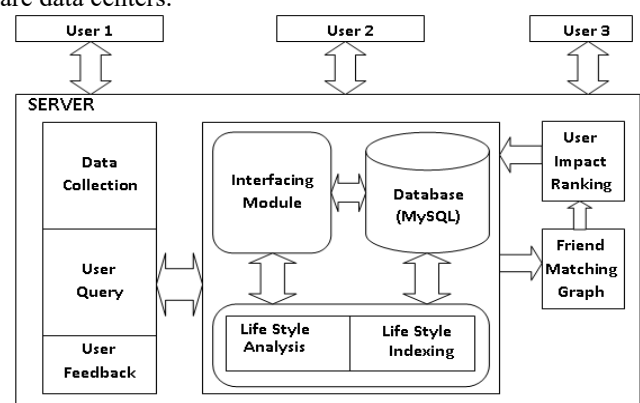 are data centers.
User 1
User 2
User 3
SERVER
Data
Collection
User
Query
User
Feedback
Interfacing
Module
Database
(MySQL)
Life Style
Analysis
Life Style
Indexing
User
Impact
Ranking
Friend
Matching
Graph